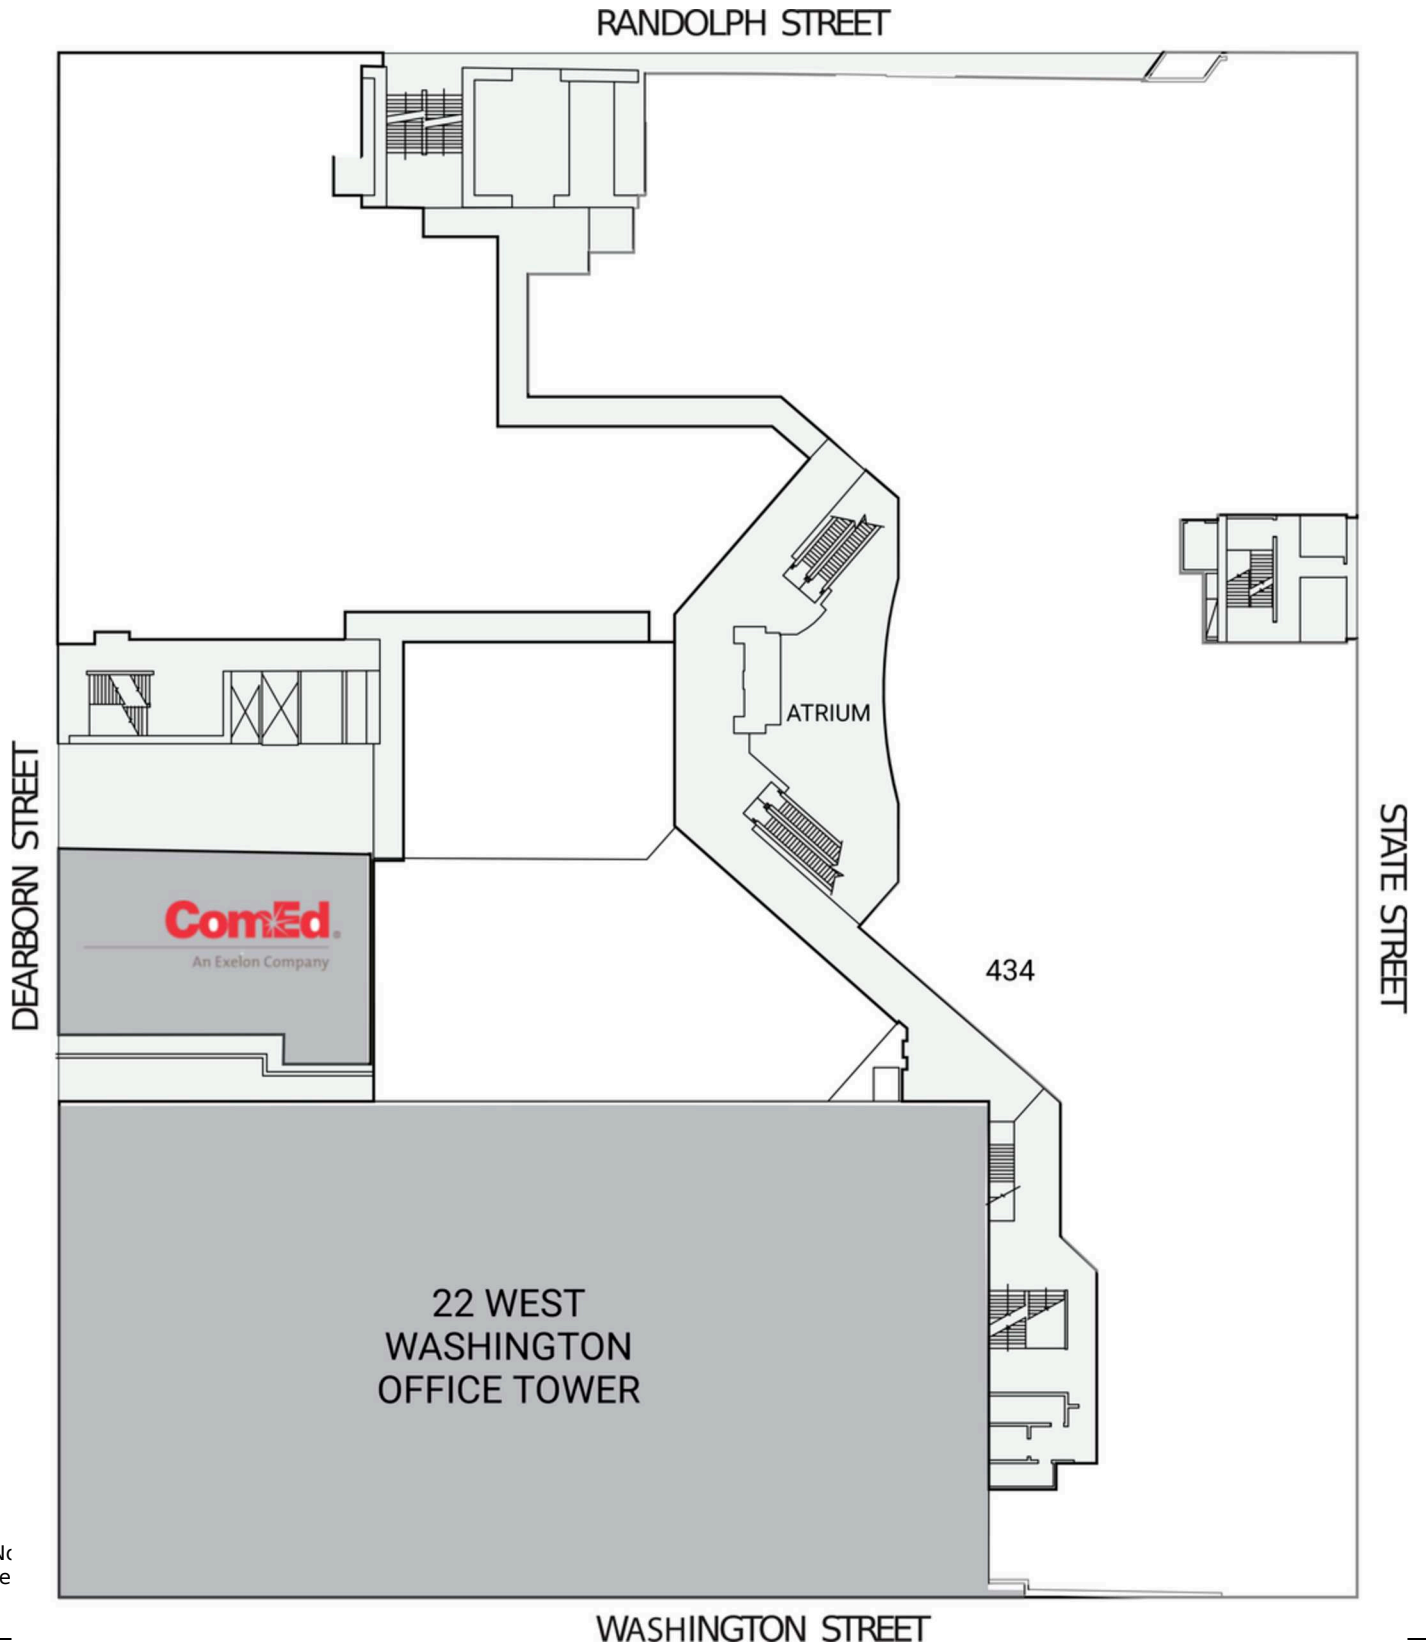 RANDOLPH STREET
ATRIUM
DEARBORN STREET
STATE STREET
ComEd®
An Exelon Company
434
22 WEST
WASHINGTON
OFFICE TOWER
WASHINGTON STREET